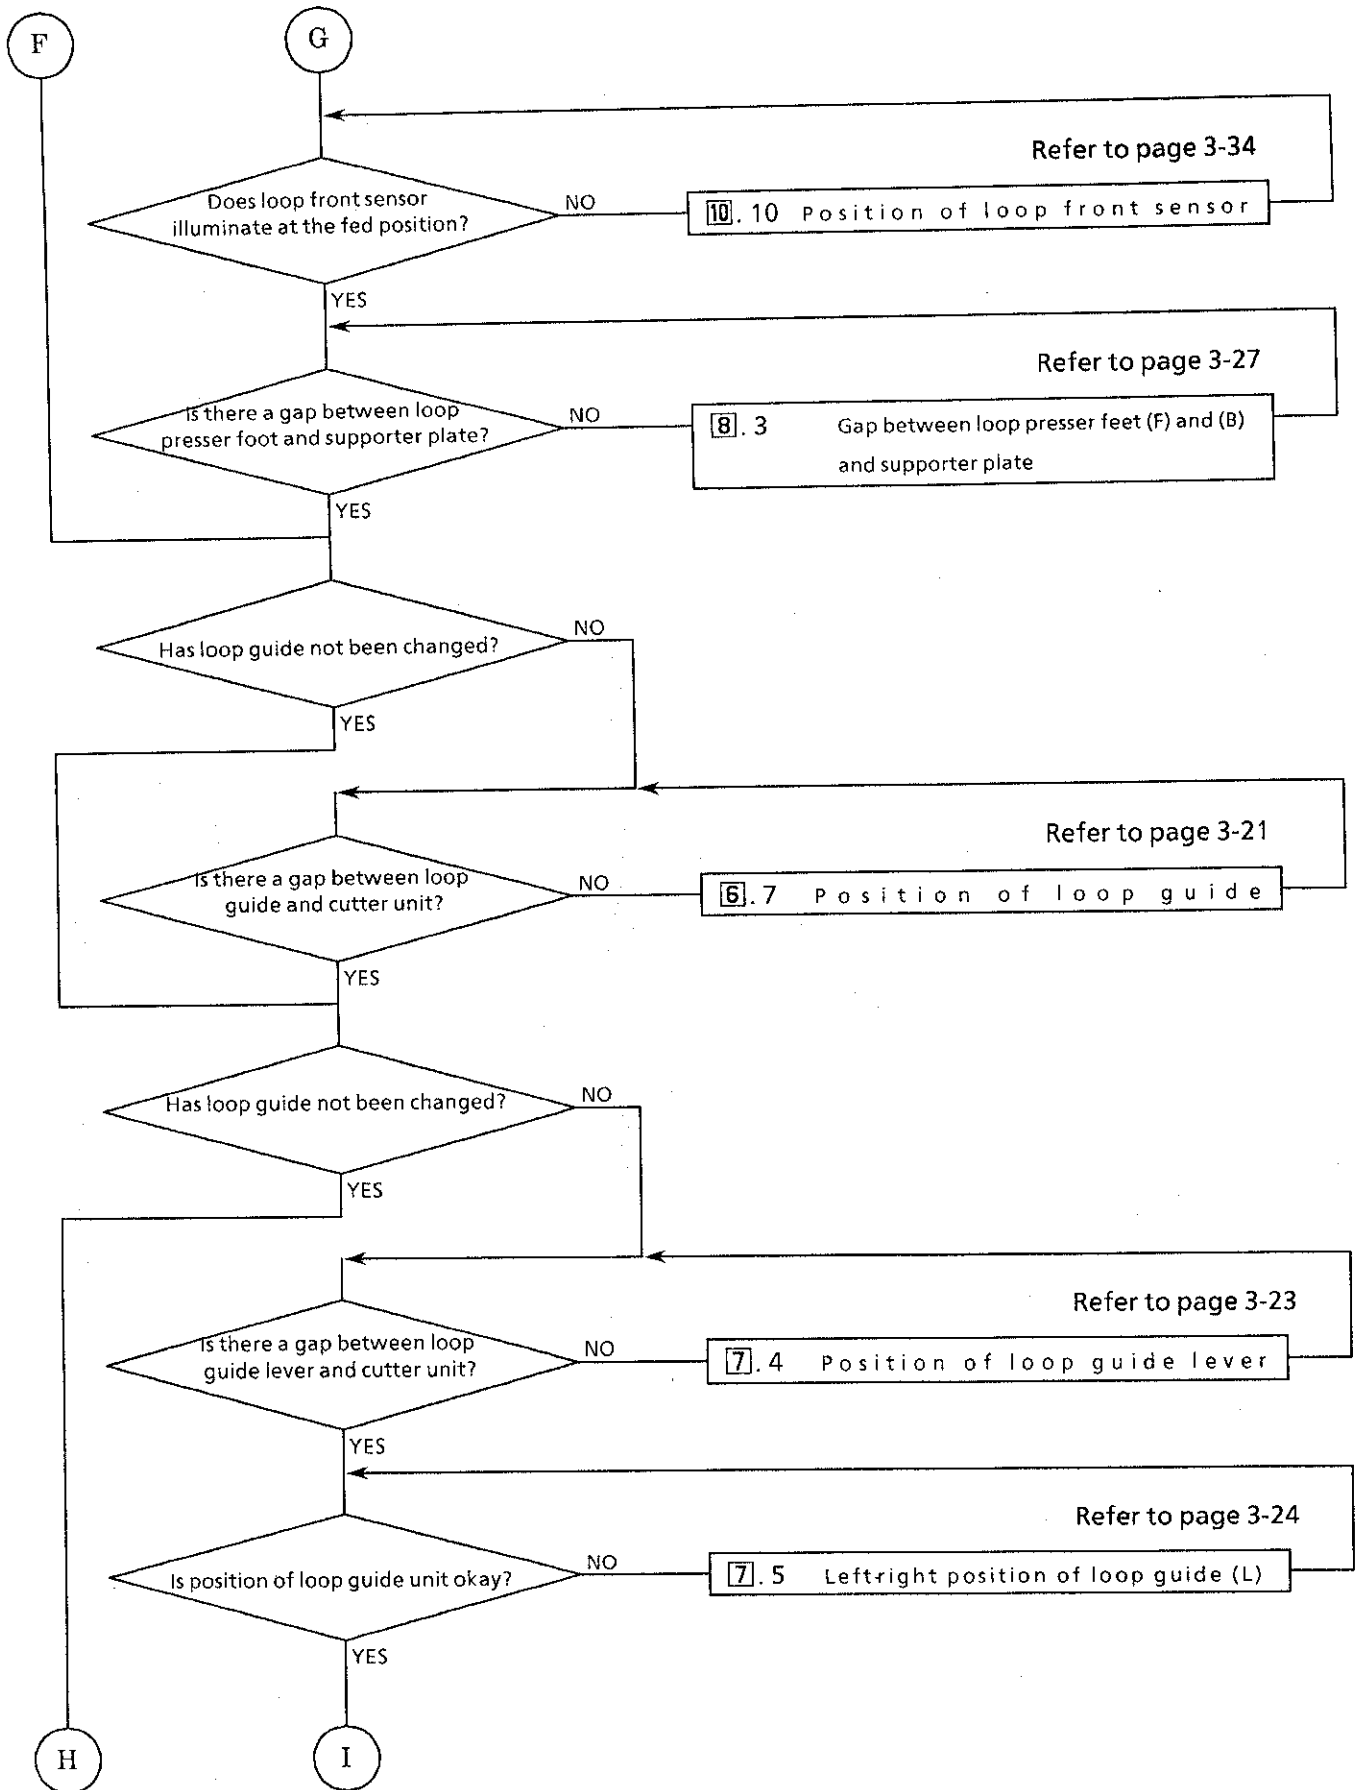 F
G
Refer to page 3-34
Does loop front sensor
illuminate at the fed position?
NO
10. 10 Position of loop front sensor
YES
Refer to page 3-27
Is there a gap between loop
presser foot and supporter plate?
NO
8. 3 Gap between loop presser feet (F) and (B)
and supporter plate
YES
Has loop guide not been changed?
NO
YES
Refer to page 3-21
Is there a gap between loop
guide and cutter unit?
NO
6. 7 Position of loop guide
YES
Has loop guide not been changed?
NO
YES
Refer to page 3-23
Is there a gap between loop
guide lever and cutter unit?
NO
7. 4 Position of loop guide lever
YES
Refer to page 3-24
Is position of loop guide unit okay?
NO
7. 5 Left-right position of loop guide (L)
YES
H
I